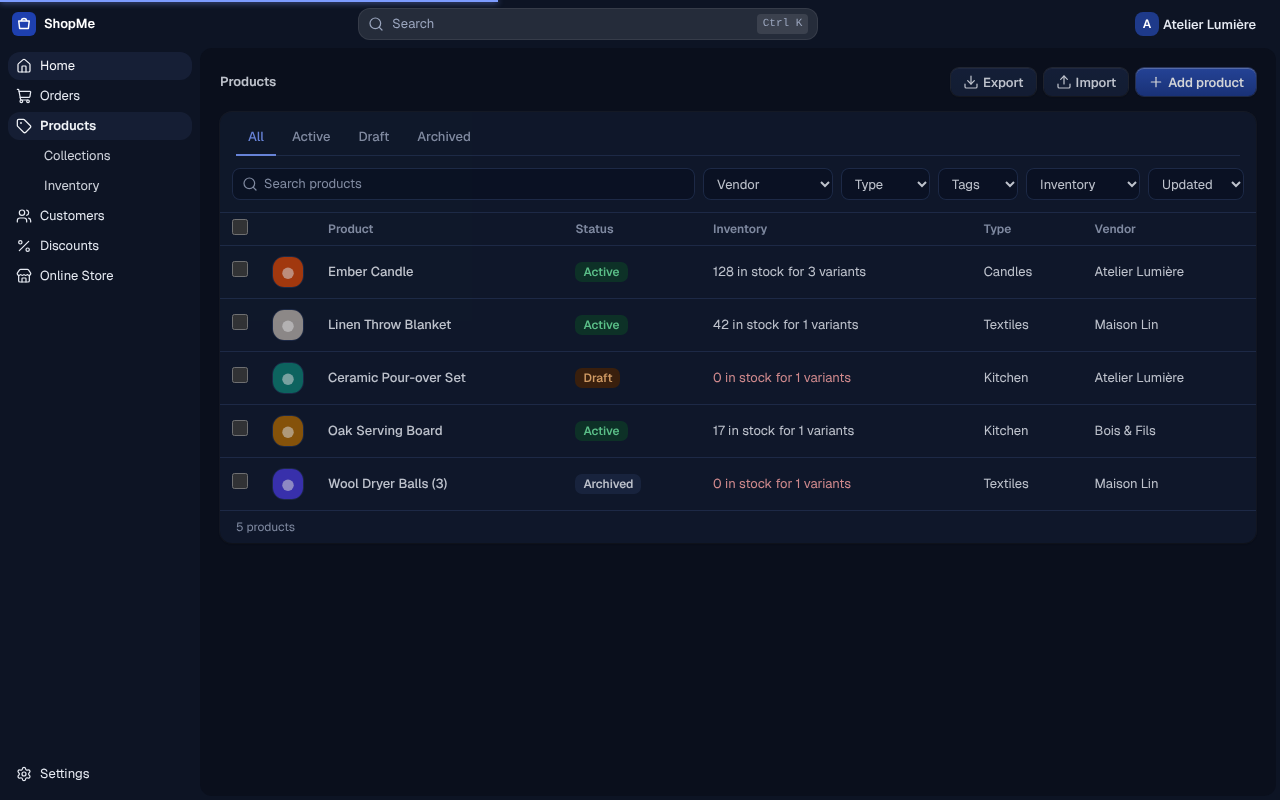 ShopMe
Search
Ctrl K
A
Atelier Lumière
Home
Orders
Products
Collections
Inventory
Customers
Discounts
Online Store
Settings
Products
Export
Import
Add product
All Active Draft Archived
Search products
Vendor
Type
Tags
Inventory
Updated
Product Status Inventory Type Vendor
Ember Candle Active 128 in stock for 3 variants Candles Atelier Lumière
Linen Throw Blanket Active 42 in stock for 1 variants Textiles Maison Lin
Ceramic Pour-over Set Draft 0 in stock for 1 variants Kitchen Atelier Lumière
Oak Serving Board Active 17 in stock for 1 variants Kitchen Bois & Fils
Wool Dryer Balls (3) Archived 0 in stock for 1 variants Textiles Maison Lin
5 products